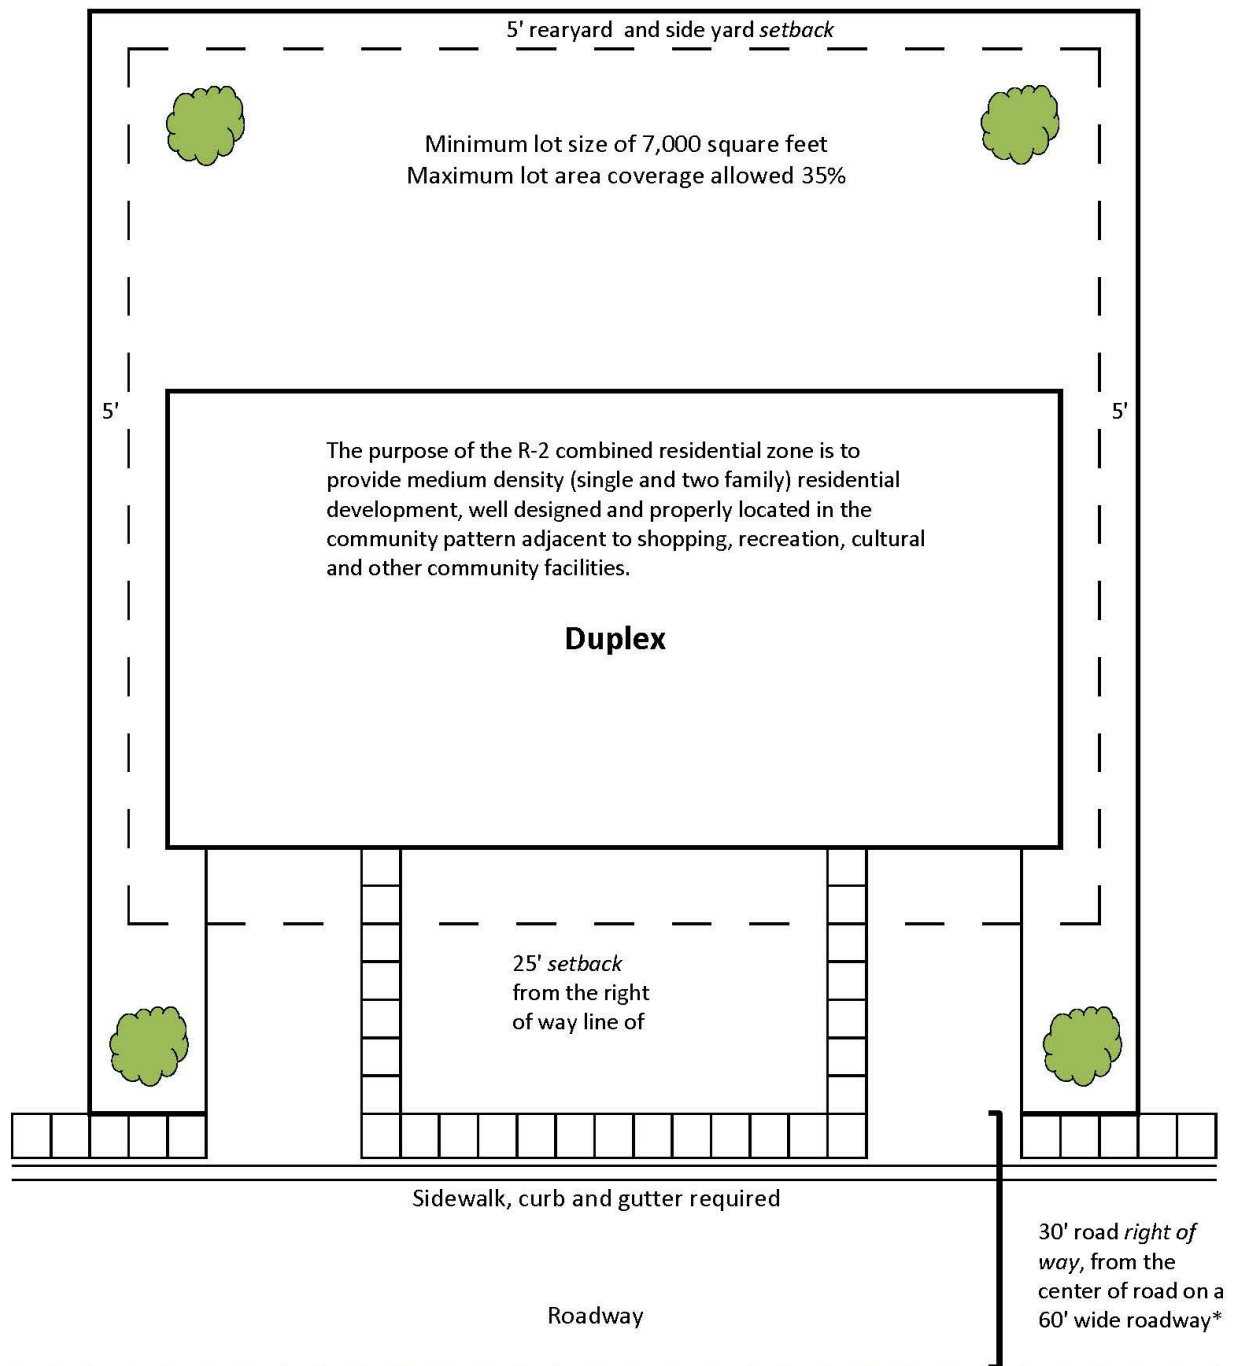 5' rearyard  and side yard setback
Minimum lot size of 7,000 square feet
Maximum lot area coverage allowed 35%
5'
5'
The purpose of the R-2 combined residential zone is to
provide medium density (single and two family) residential
development, well designed and properly located in the
community pattern adjacent to shopping, recreation, cultural
and other community facilities.
Duplex
25' setback
from the right
of way line of
Sidewalk, curb and gutter required
30' road right of
way, from the
center of road on a
60' wide roadway*
Roadway